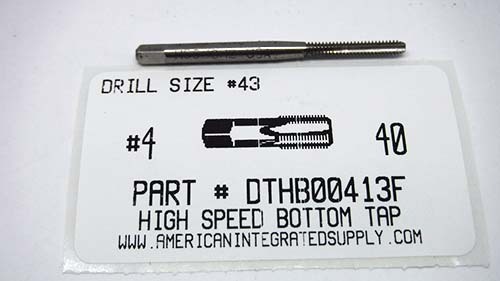 DRILL SIZE #43
#4 40
PART # DTHB00413F
HIGH SPEED BOTTOM TAP
WWW.AMERICANINTEGRATEDSUPPLY.COM